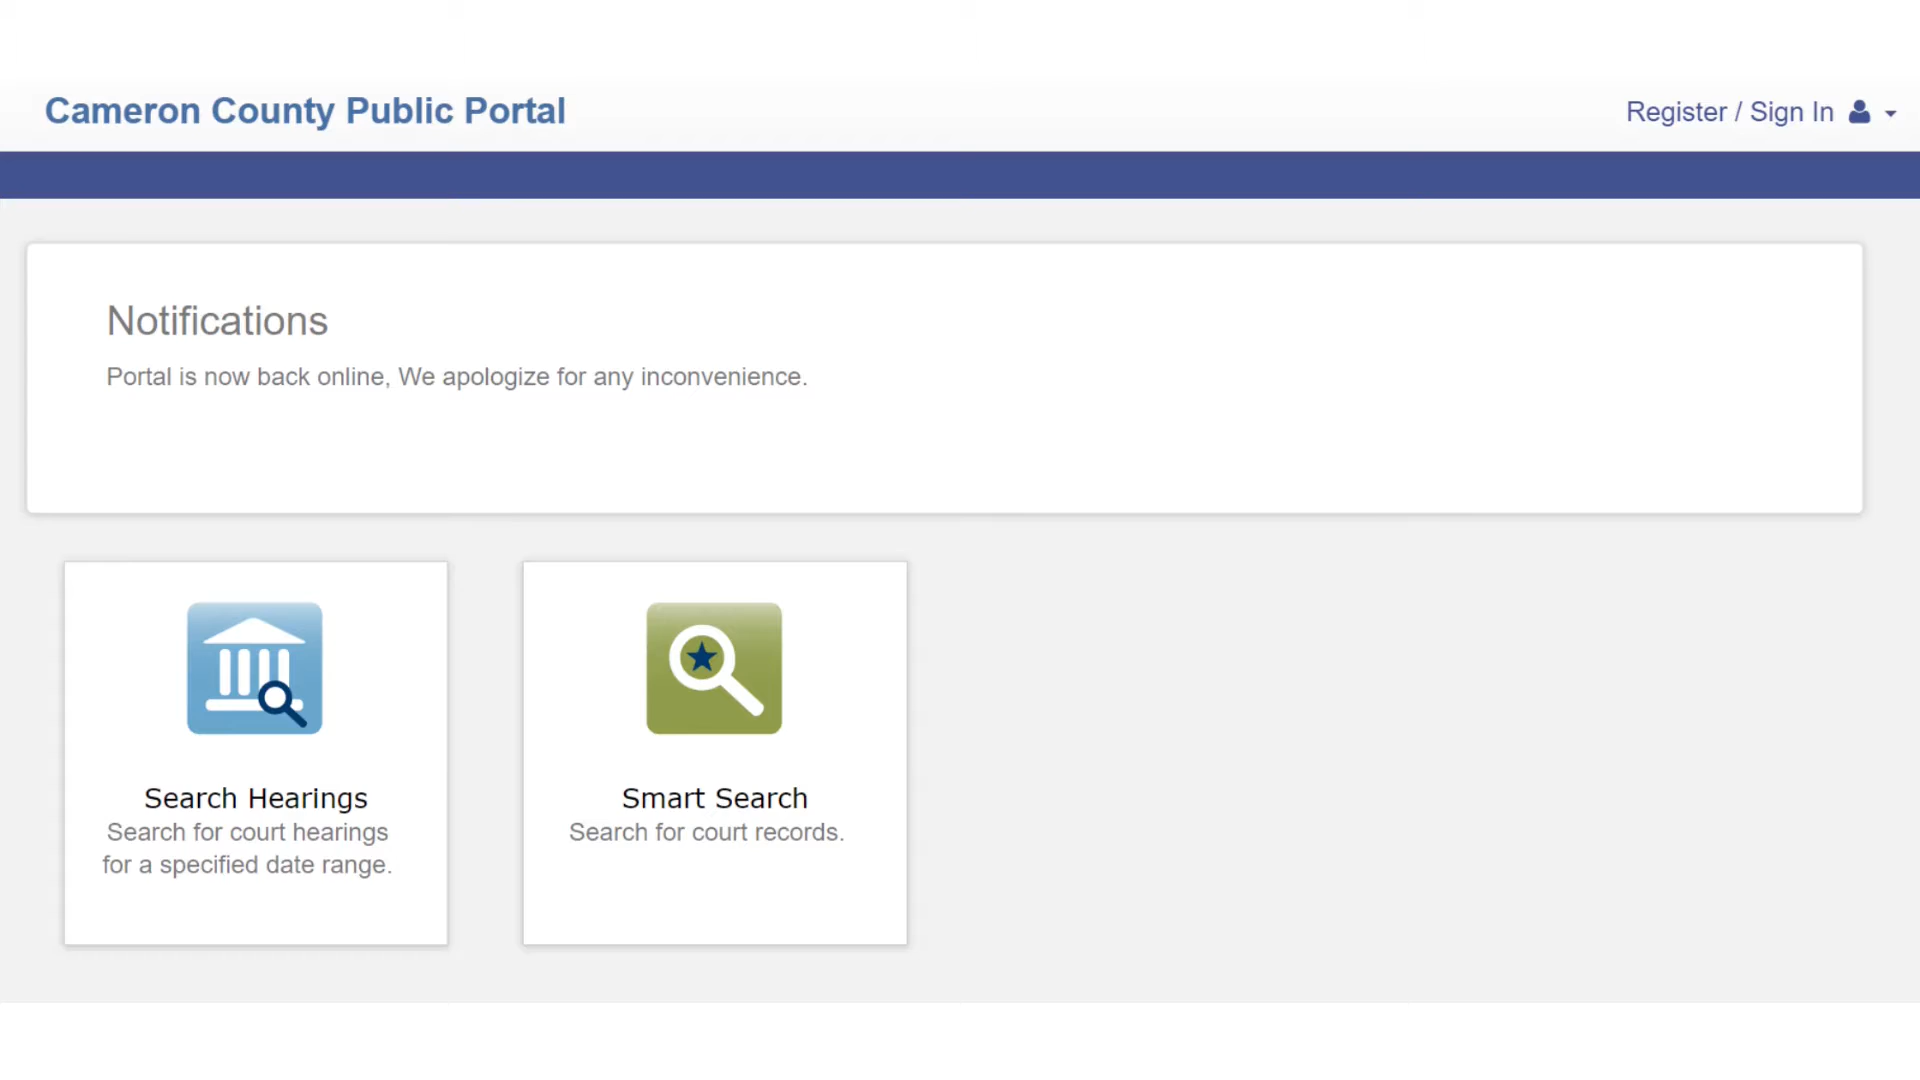 Cameron County Public Portal
Register / Sign In
Notifications
Portal is now back online, We apologize for any inconvenience.
Search Hearings
Search for court hearings
for a specified date range.
Smart Search
Search for court records.